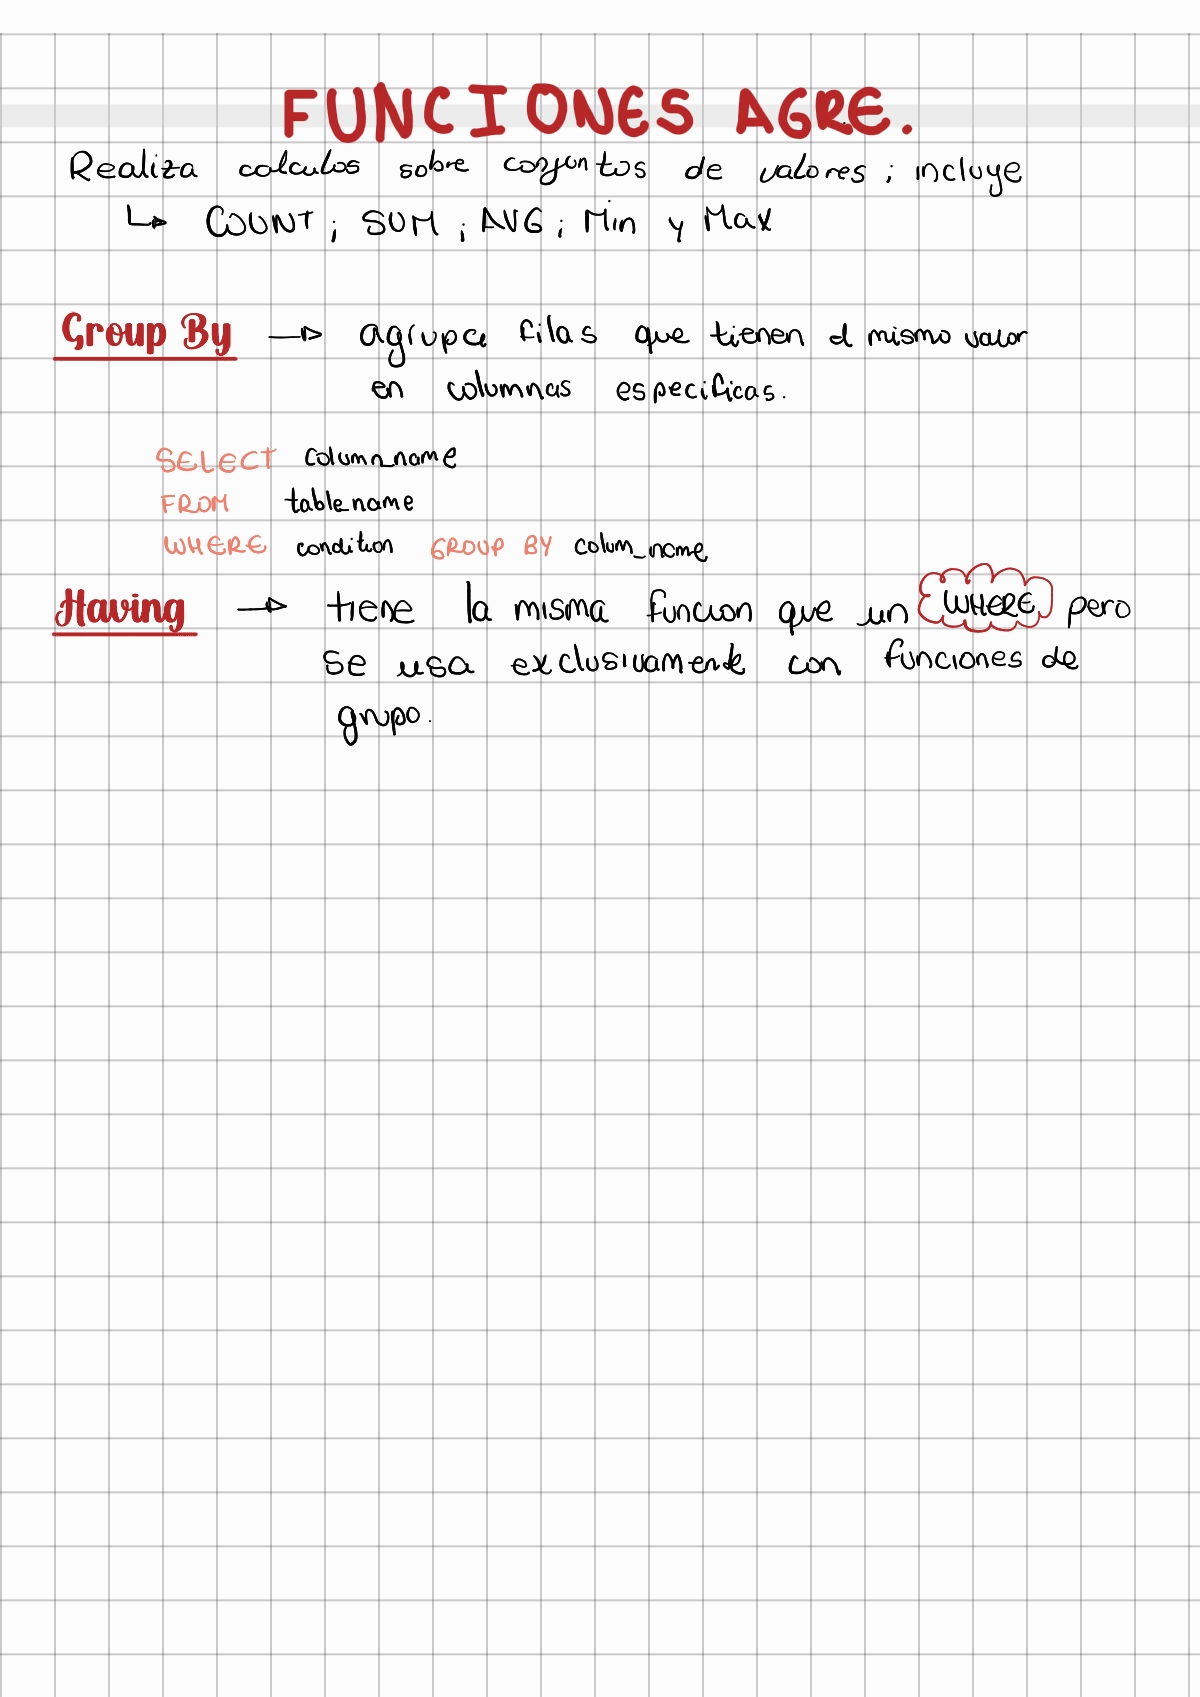 FUNCIONES AGRE.
Realiza calculos sobre conjuntos de valores ; incluye
↳ COUNT ; SUM ; AVG ; Min y Max
Group By → agrupa filas que tienen el mismo valor
en columnas especificas.
SELECT column_name
FROM table_name
WHERE condition GROUP BY colum_name
Having → tiene la misma funcion que un WHERE pero
se usa exclusivamente con funciones de
grupo.